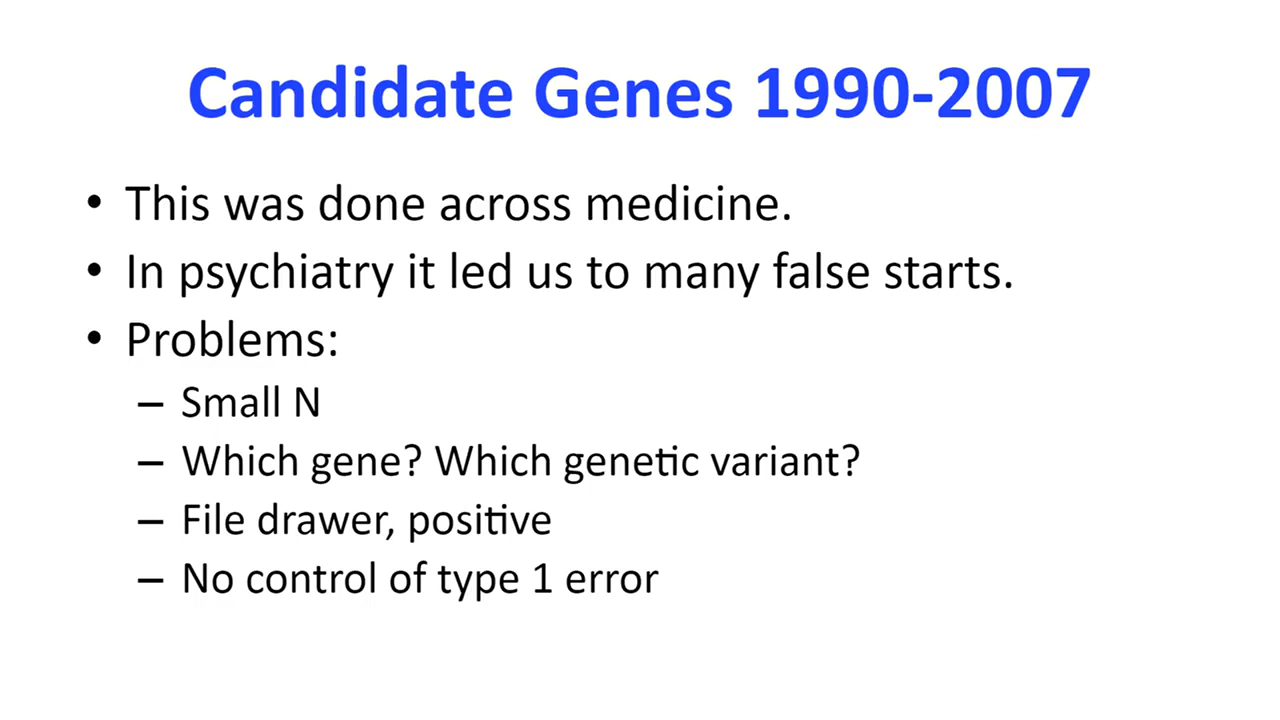 Candidate Genes 1990-2007
• This was done across medicine.
• In psychiatry it led us to many false starts.
• Problems:
– Small N
– Which gene? Which genetic variant?
– File drawer, positive
– No control of type 1 error